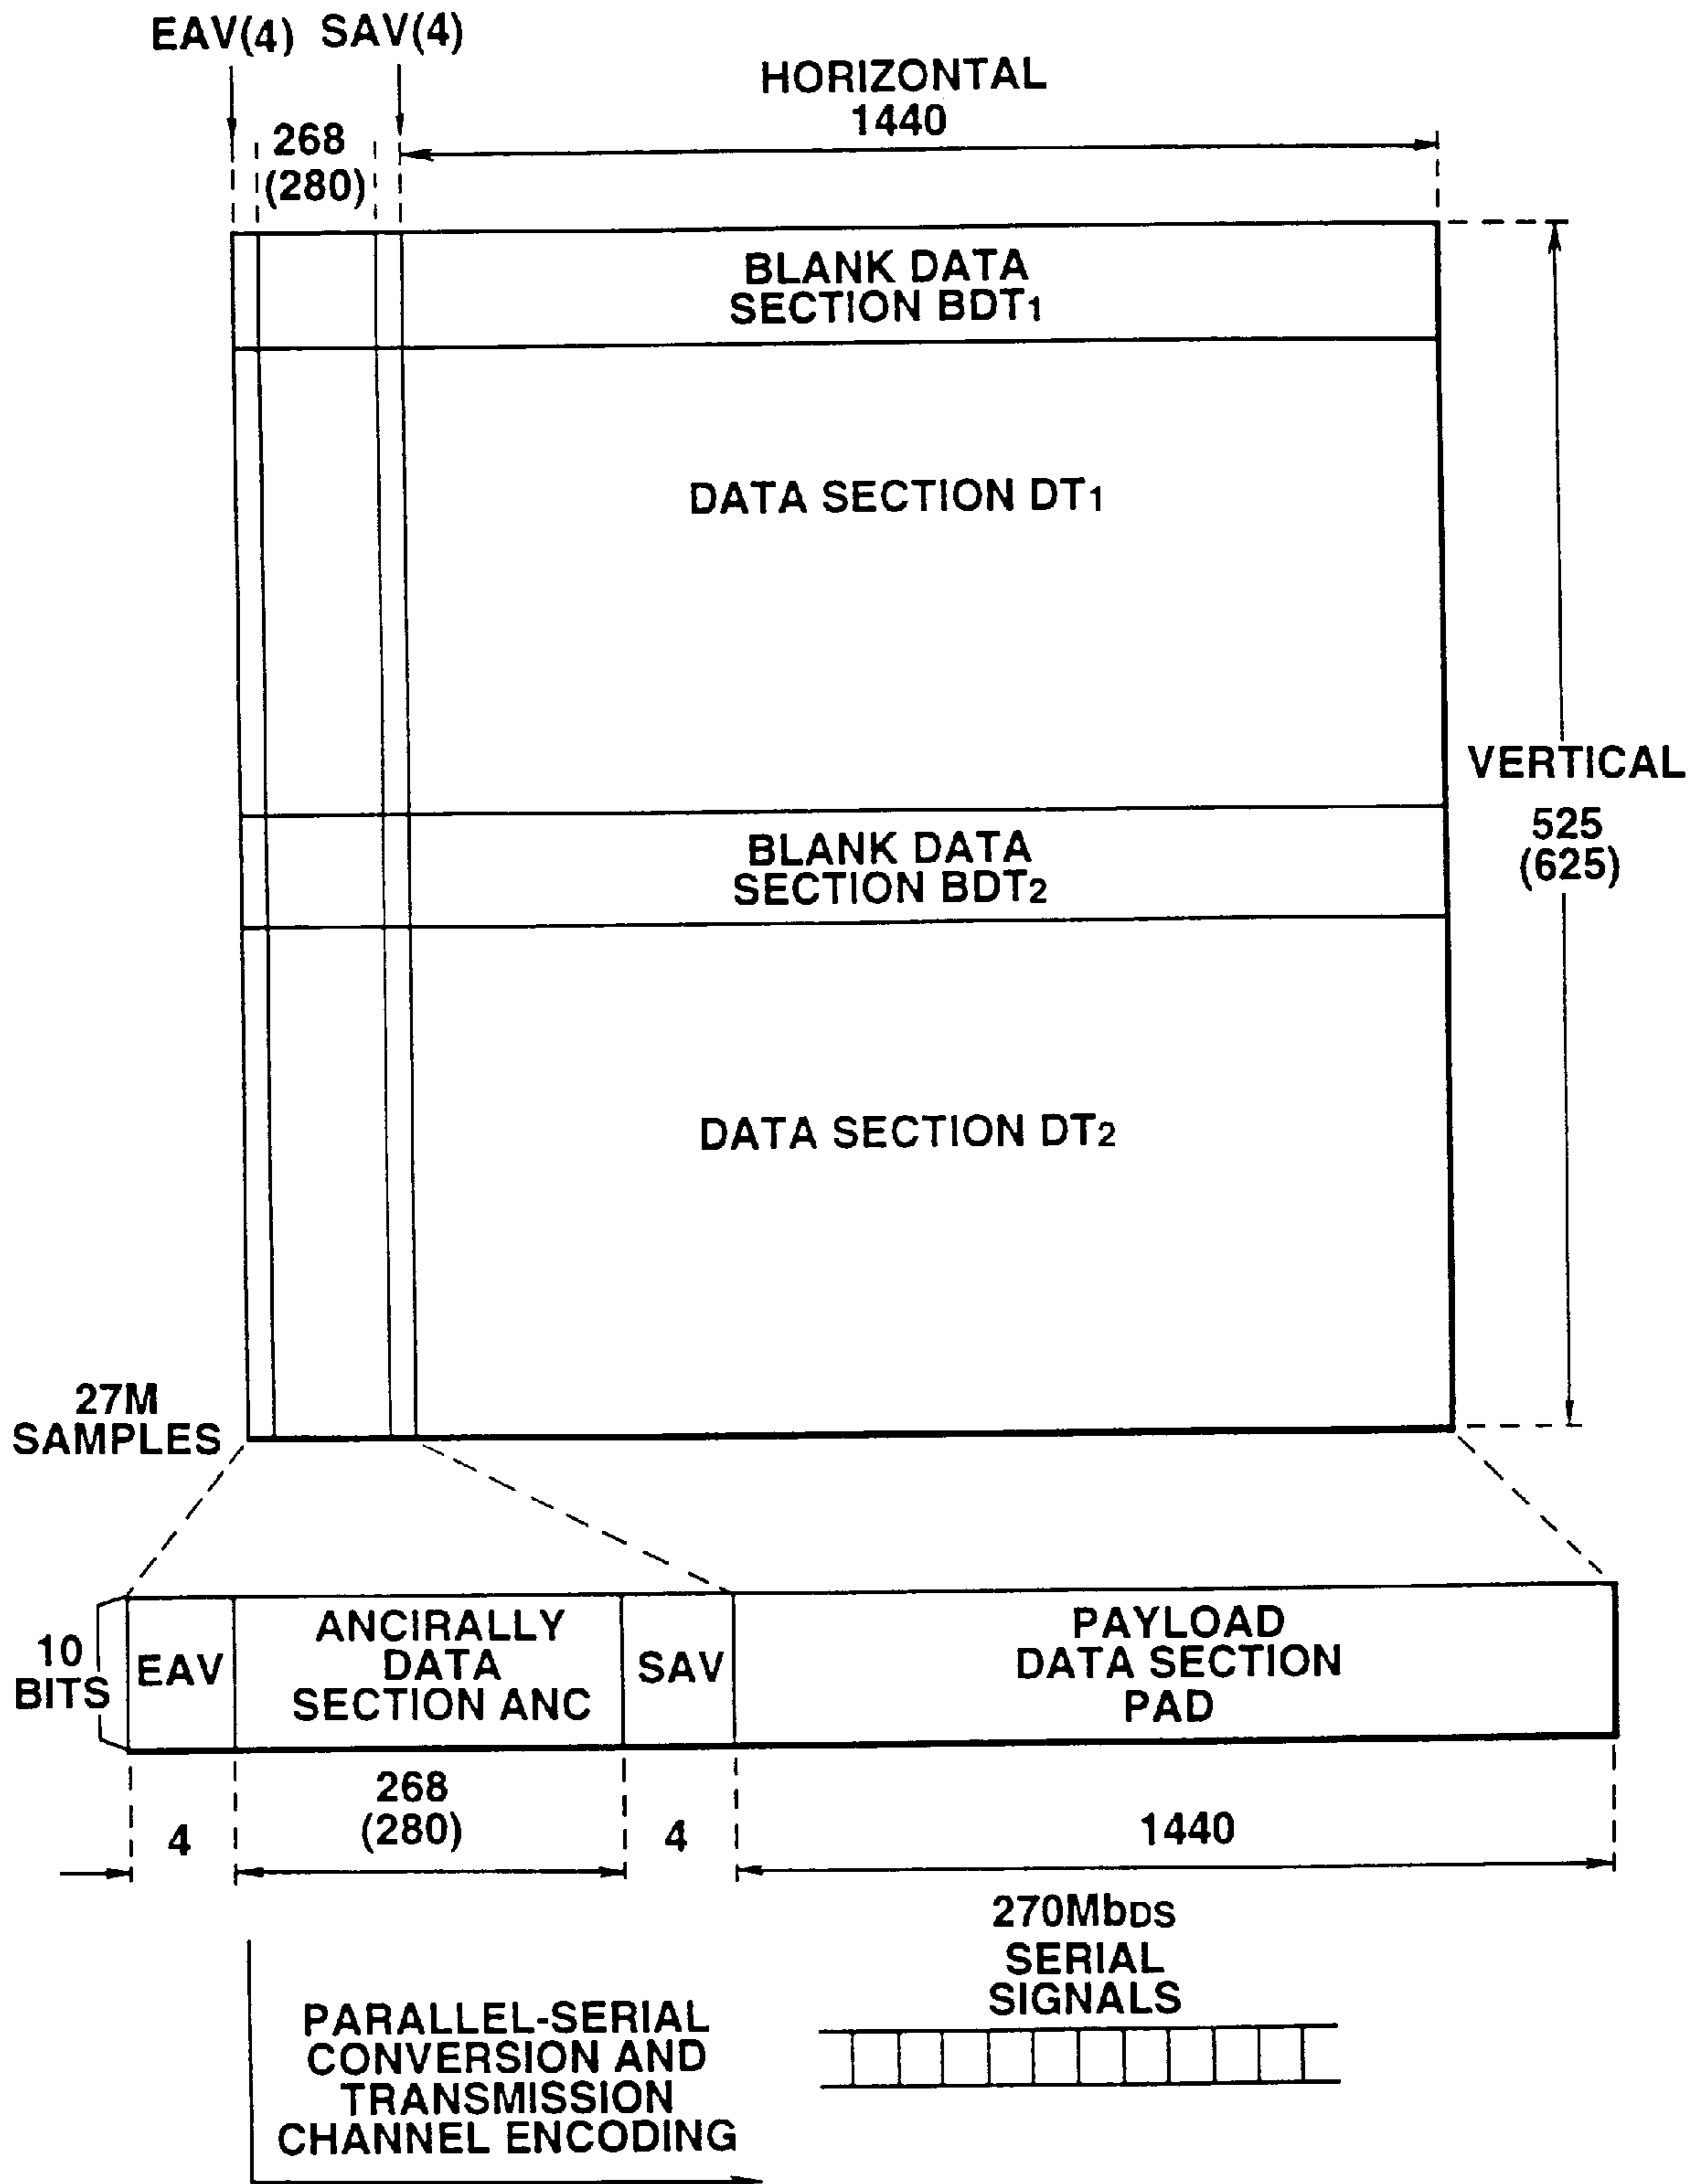 EAV(4) SAV(4)
HORIZONTAL
1440
268
(280)
BLANK DATA
SECTION BDT1
DATA SECTION DT1
VERTICAL
525
(625)
BLANK DATA
SECTION BDT2
DATA SECTION DT2
27M
SAMPLES
10
BITS
EAV
ANCIRALLY
DATA
SECTION ANC
SAV
PAYLOAD
DATA SECTION
PAD
4
268
(280)
4
1440
270MbDS
SERIAL
SIGNALS
PARALLEL-SERIAL
CONVERSION AND
TRANSMISSION
CHANNEL ENCODING